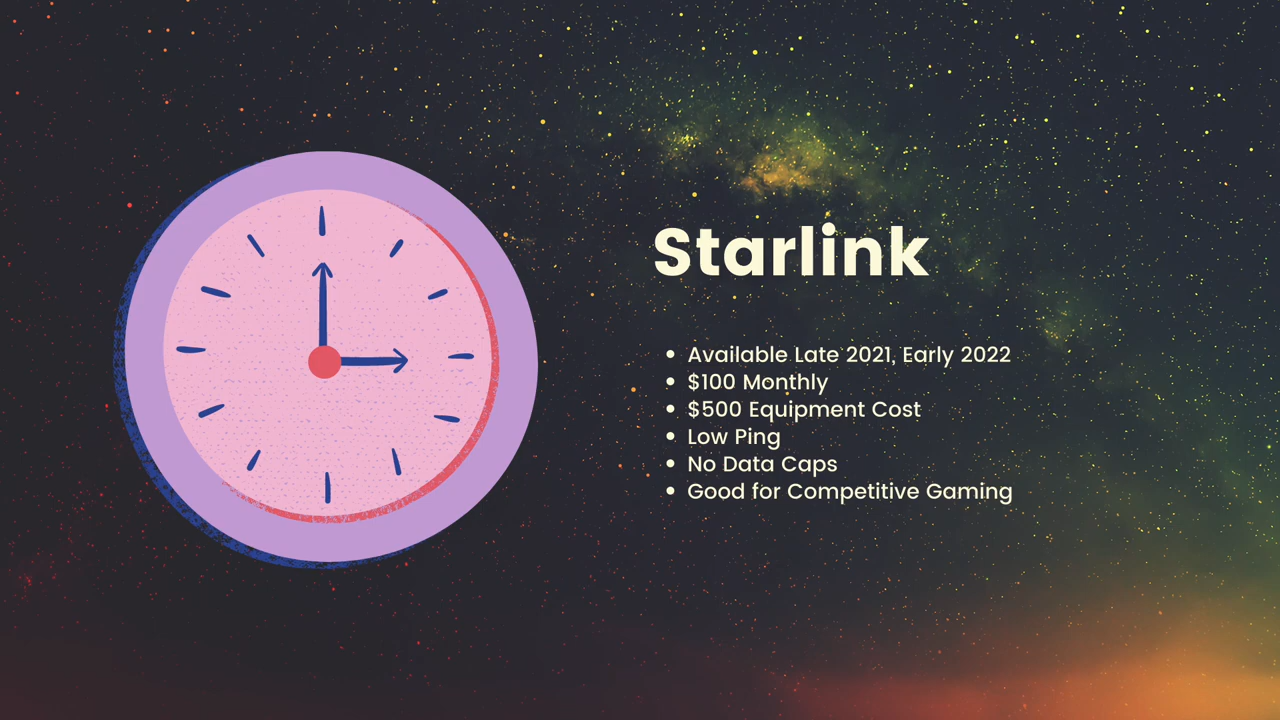 Starlink
• Available Late 2021, Early 2022
• $100 Monthly
• $500 Equipment Cost
• Low Ping
• No Data Caps
• Good for Competitive Gaming